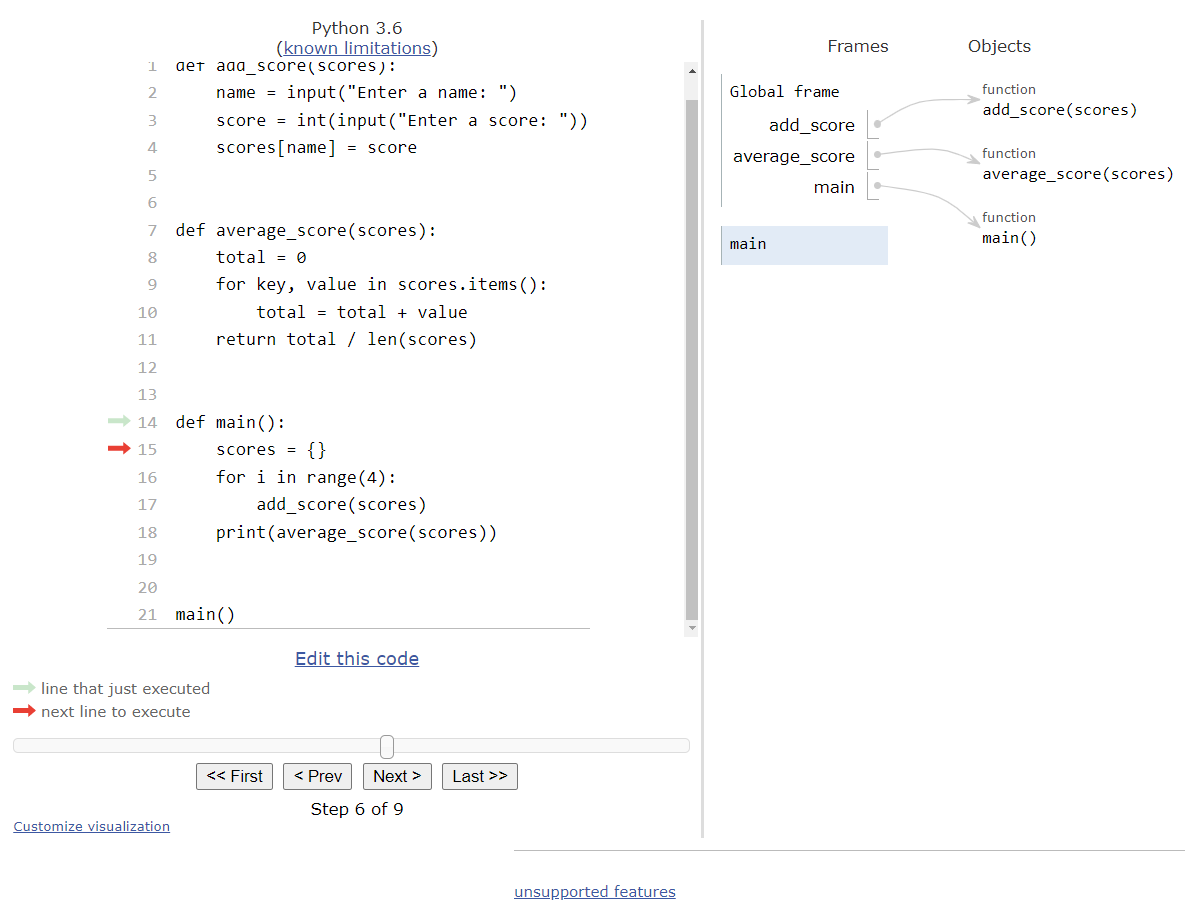 Python 3.6
(known limitations)
1 def add_score(scores):
2     name = input("Enter a name: ")
3     score = int(input("Enter a score: "))
4     scores[name] = score
5
6
7 def average_score(scores):
8     total = 0
9     for key, value in scores.items():
10         total = total + value
11     return total / len(scores)
12
13
14 def main():
15     scores = {}
16     for i in range(4):
17         add_score(scores)
18     print(average_score(scores))
19
20
21 main()
Edit this code
line that just executed
next line to execute
<< First < Prev Next > Last >>
Step 6 of 9
Customize visualization
Frames Objects
Global frame
add_score
average_score
main
function
add_score(scores)
function
average_score(scores)
function
main()
main
unsupported features